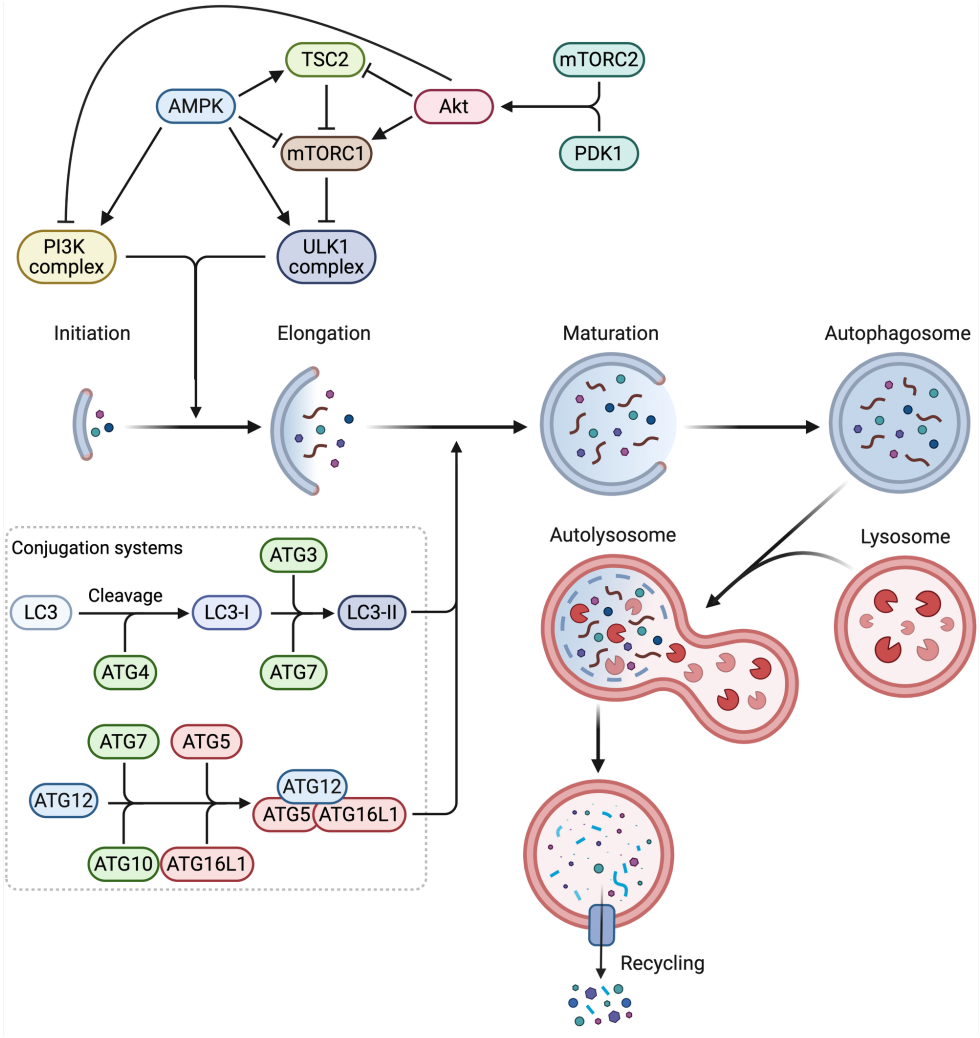 TSC2
mTORC2
AMPK
Akt
mTORC1
PDK1
PI3K
complex
ULK1
complex
Initiation
Elongation
Maturation
Autophagosome
Conjugation systems
ATG3
Autolysosome
Lysosome
Cleavage
LC3
LC3-I
LC3-II
ATG4
ATG7
ATG7
ATG5
ATG12
ATG12
ATG5
ATG16L1
ATG10
ATG16L1
Recycling